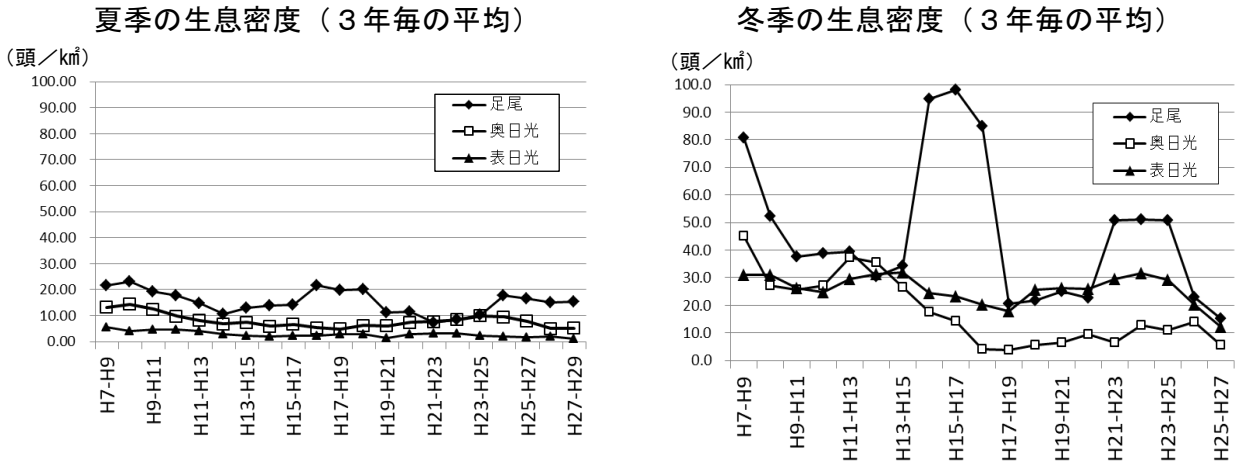 夏季の生息密度（３年毎の平均）
（頭／㎢）
100.00
90.00
80.00
70.00
60.00
50.00
40.00
30.00
20.00
10.00
0.00
足尾
奥日光
表日光
H7-H9
H9-H11
H11-H13
H13-H15
H15-H17
H17-H19
H19-H21
H21-H23
H23-H25
H25-H27
H27-H29
冬季の生息密度（３年毎の平均）
（頭／㎢）
100.0
90.0
80.0
70.0
60.0
50.0
40.0
30.0
20.0
10.0
0.0
足尾
奥日光
表日光
H7-H9
H9-H11
H11-H13
H13-H15
H15-H17
H17-H19
H19-H21
H21-H23
H23-H25
H25-H27